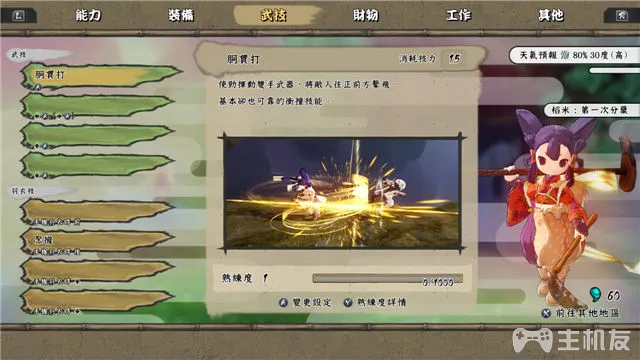 L 能力 裝備 武技 財物 工作 其他 R
武技
胴貫打
羽衣技
胴貫打 消耗技力 15
使勁揮動雙手武器，將敵人往正前方擊飛
基本卻也可靠的衝撞技能。
熟練度 1
0/1000
A 變更設定 Y 熟練度詳情
天氣預報 80% 30度(高)
稻米：第一次分蘗
60
X 前往其他地區
主机友